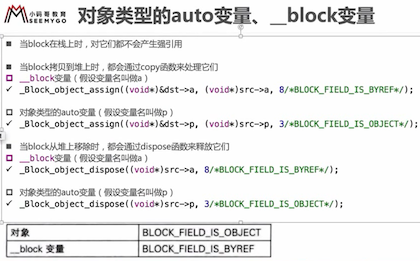 小码哥教育
SEEMYGO
对象类型的auto变量、__block变量
当block在栈上时，对它们都不会产生强引用
当block拷贝到堆上时，都会通过copy函数来处理它们
__block变量（假设变量名叫做a）
_Block_object_assign((void*)&dst->a, (void*)src->a, 8/*BLOCK_FIELD_IS_BYREF*/);
对象类型的auto变量（假设变量名叫做p）
_Block_object_assign((void*)&dst->p, (void*)src->p, 3/*BLOCK_FIELD_IS_OBJECT*/);
当block从堆上移除时，都会通过dispose函数来释放它们
__block变量（假设变量名叫做a）
_Block_object_dispose((void*)src->a, 8/*BLOCK_FIELD_IS_BYREF*/);
对象类型的auto变量（假设变量名叫做p）
_Block_object_dispose((void*)src->p, 3/*BLOCK_FIELD_IS_OBJECT*/);
对象 BLOCK_FIELD_IS_OBJECT
__block 变量 BLOCK_FIELD_IS_BYREF